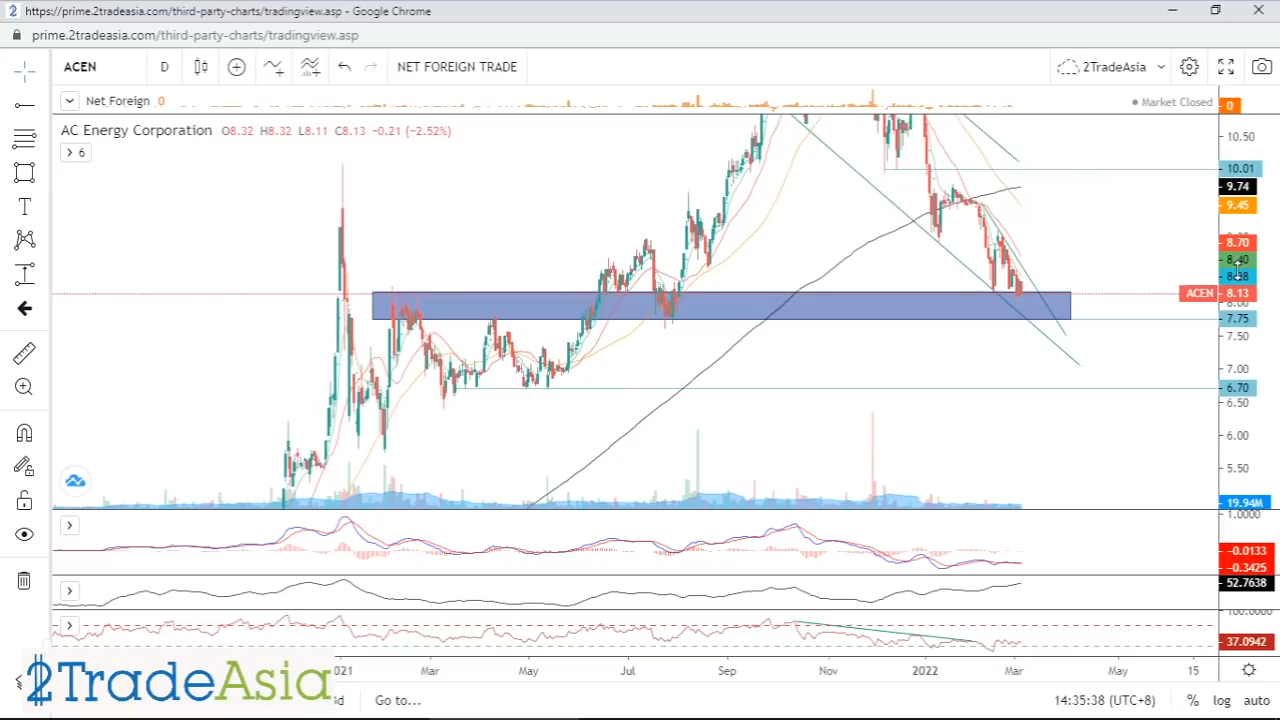 https://prime.2tradeasia.com/third-party-charts/tradingview.asp - Google Chrome
prime.2tradeasia.com/third-party-charts/tradingview.asp
ACEN D NET FOREIGN TRADE 2TradeAsia
Net Foreign 0 Market Closed 0
AC Energy Corporation O8.32 H8.32 L8.11 C8.13 −0.21 (−2.52%)
6
10.50
10.01
9.74
9.45
8.70
8.40
ACEN 8.13
8.00
7.75
7.50
7.00
6.70
6.50
6.00
5.50
19.94M
1.0000
−0.0133
−0.3425
52.7638
100.0000
37.0942
2021 Mar May Jul Sep Nov 2022 Mar May 15
2TradeAsia
Go to... 14:35:38 (UTC+8) % log auto